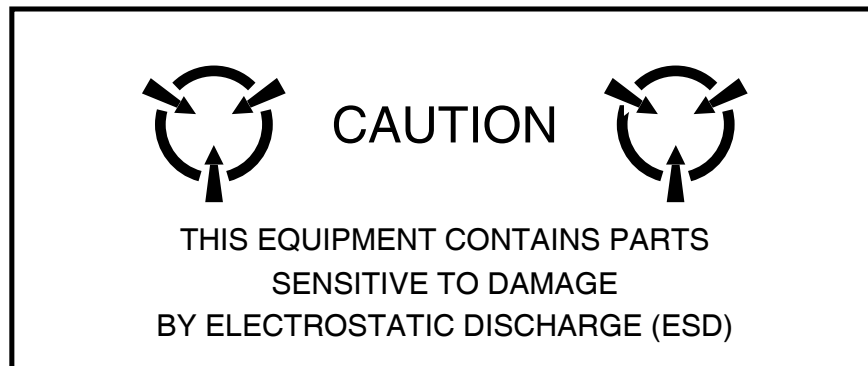 CAUTION
THIS EQUIPMENT CONTAINS PARTS
SENSITIVE TO DAMAGE
BY ELECTROSTATIC DISCHARGE (ESD)